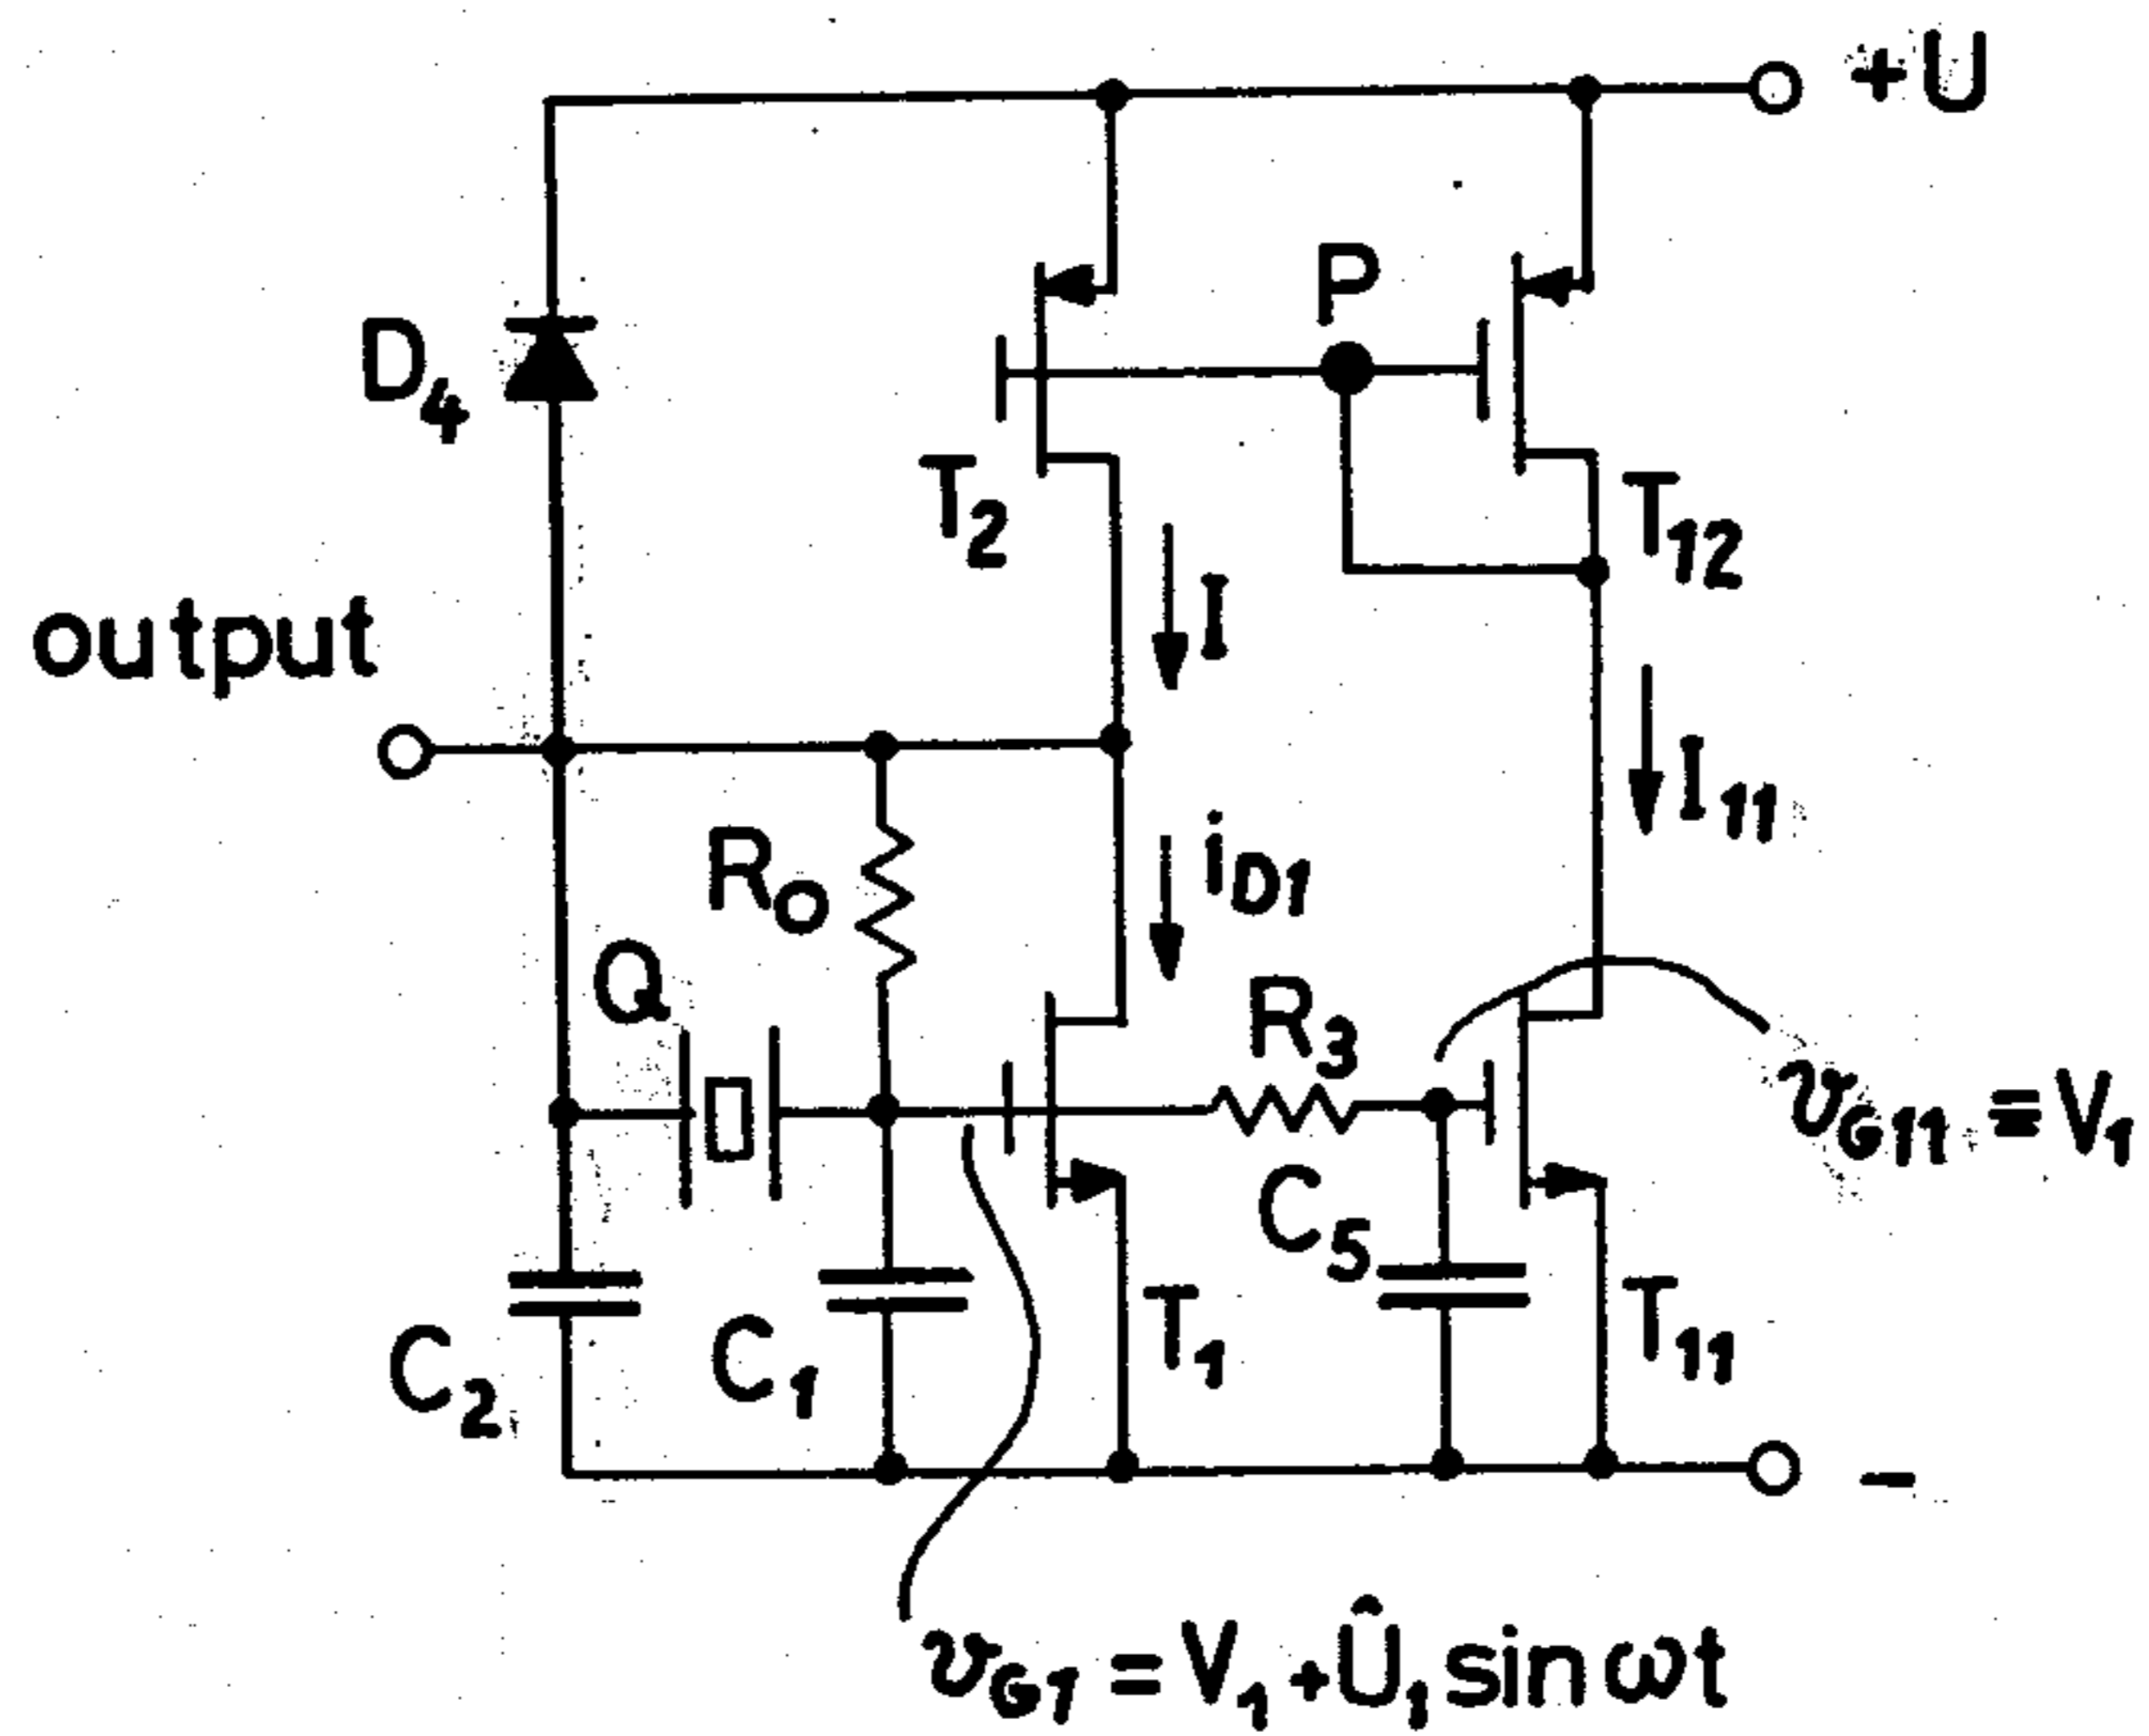 +U
P
D4
T2
T12
output
I
I11
R0
iD1
Q
R3
vG11 = V1
C5
T1
T11
C2
C1
–
vG1 = V1 + Û1 sin ωt